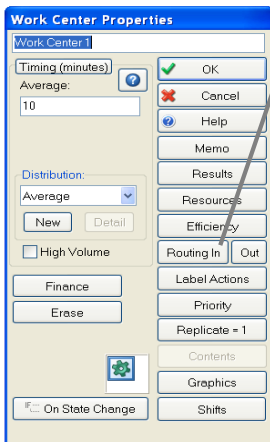 Work Center Properties
Work Center 1
Timing (minutes)
Average:
10
Distribution:
Average
New Detail
High Volume
Finance
Erase
On State Change
OK
Cancel
Help
Memo
Results
Resources
Efficiency
Routing In Out
Label Actions
Priority
Replicate = 1
Contents
Graphics
Shifts